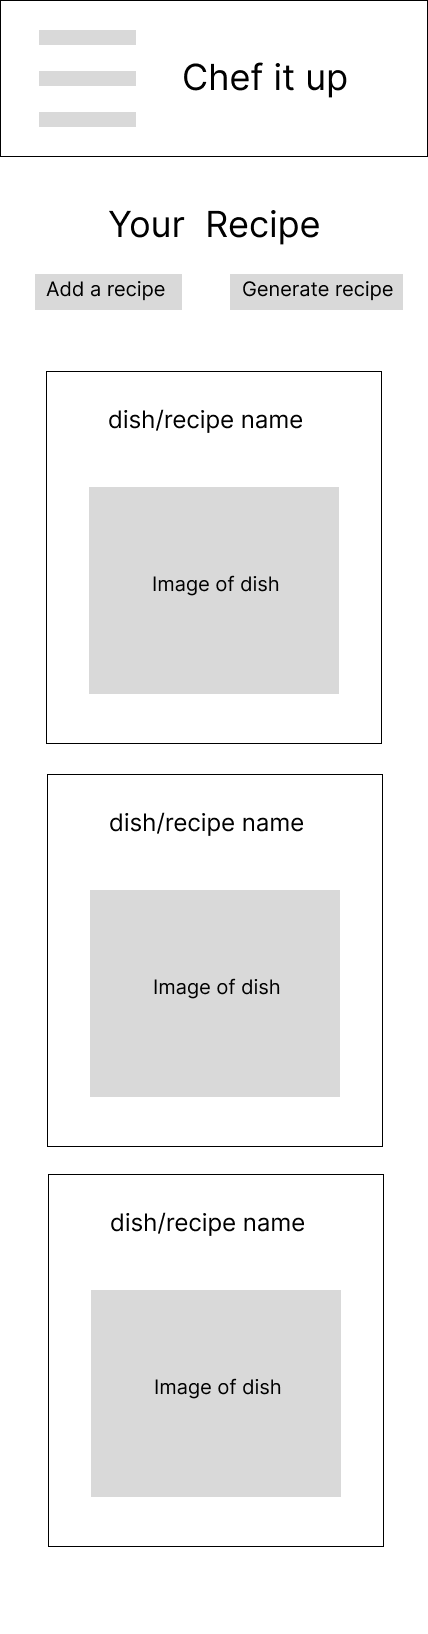 Chef it up
Your  Recipe
Add a recipe
Generate recipe
dish/recipe name
Image of dish
dish/recipe name
Image of dish
dish/recipe name
Image of dish